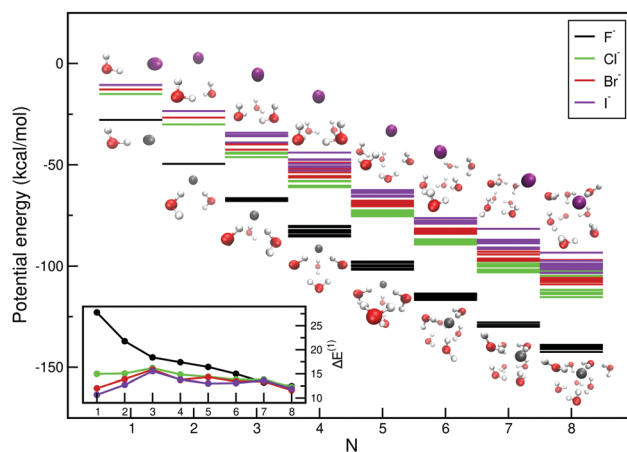 F-
Cl-
Br-
I-
0
-50
-100
-150
Potential energy (kcal/mol)
25
20
15
10
ΔE(1)
1 2 3 4 5 6 7 8
1 2 3 4 5 6 7 8
N